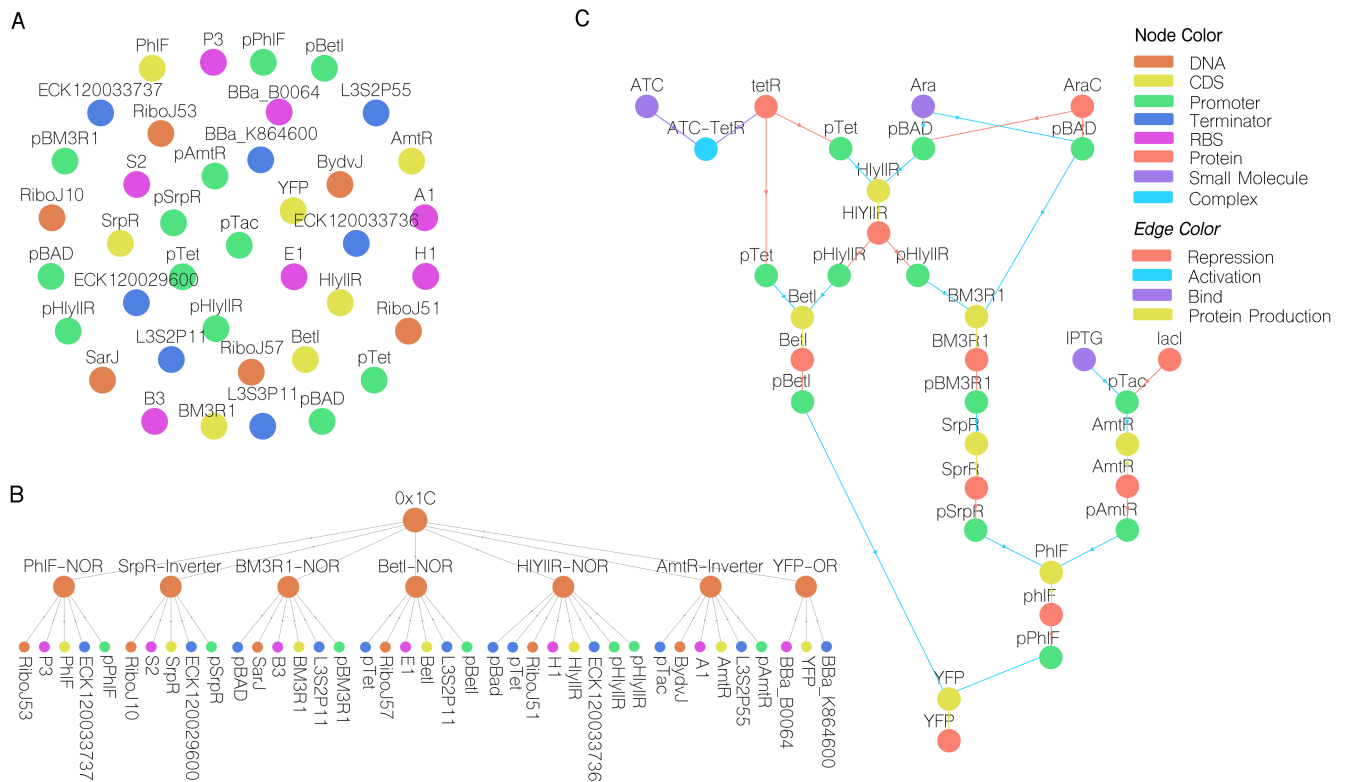 A
PhlF
P3
pPhlF
pBetI
ECK120033737
RiboJ53
BBa_B0064
L3S2P55
pBM3R1
BBa_K864600
AmtR
S2
pAmtR
BydvJ
RiboJ10
pSrpR
YFP
A1
SrpR
pTac
ECK120033736
pBAD
pTet
E1
H1
ECK120029600
HlyIIR
pHlyIIR
pHlyIIR
RiboJ51
L3S2P11
RiboJ57
BetI
SarJ
pTet
L3S3P11
B3
BM3R1
pBAD
B
0x1C
PhlF-NOR
SrpR-Inverter
BM3R1-NOR
BetI-NOR
HlYIIR-NOR
AmtR-Inverter
YFP-OR
RiboJ53
P3
PhlF
ECK120033737
pPhlF
RiboJ10
S2
SrpR
ECK120029600
pSrpR
pBAD
SarJ
B3
BM3R1
L3S2P11
pBM3R1
pTet
RiboJ57
E1
BetI
L3S2P11
pBetI
pBad
pTet
RiboJ51
H1
HlyIIR
ECK120033736
pHlyIIR
pHlyIIR
pTac
BydvJ
A1
AmtR
L3S2P55
pAmtR
BBa_B0064
YFP
BBa_K864600
C
ATC
tetR
Ara
AraC
ATC-TetR
pTet
pBAD
pBAD
HlyIIR
HlYIIR
pTet
pHlyIIR
pHlyIIR
BetI
BM3R1
BetI
BM3R1
IPTG
lacI
pBetI
pBM3R1
pTac
SrpR
AmtR
SprR
AmtR
pSrpR
pAmtR
PhlF
phlF
pPhlF
YFP
YFP
Node Color
DNA
CDS
Promoter
Terminator
RBS
Protein
Small Molecule
Complex
Edge Color
Repression
Activation
Bind
Protein Production